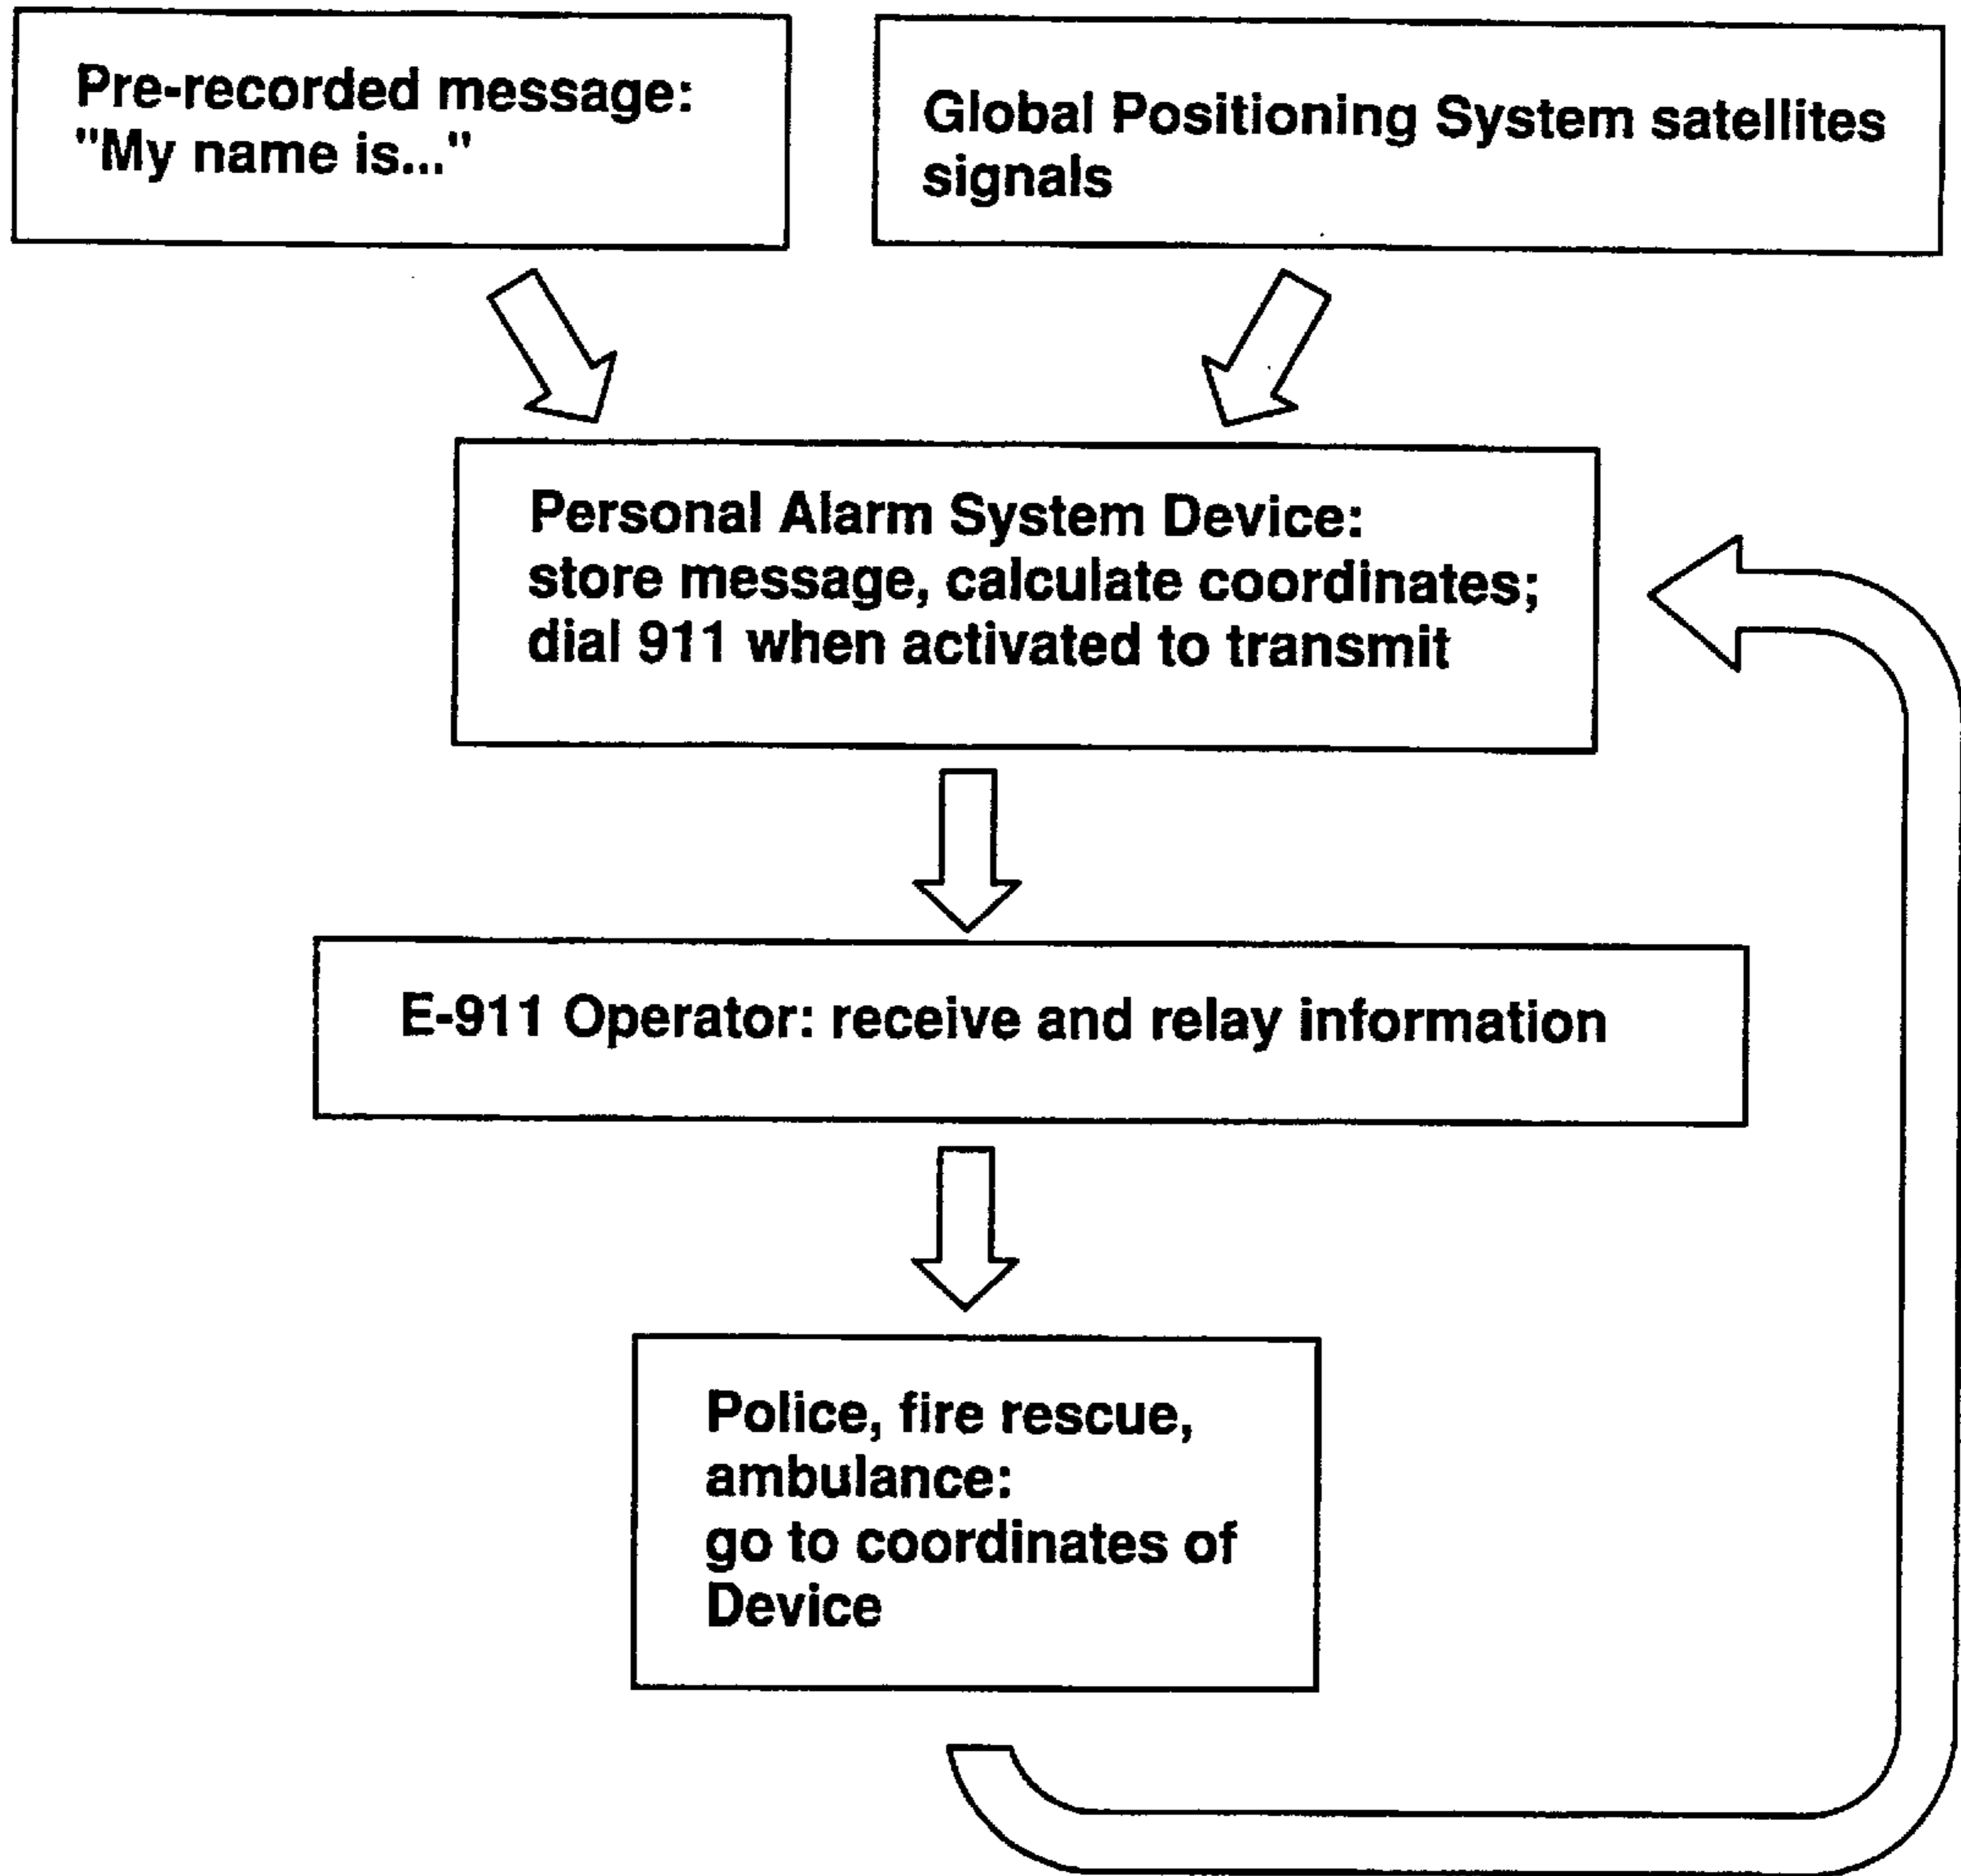 Pre-recorded message:
"My name is..."
Global Positioning System satellites
signals
Personal Alarm System Device:
store message, calculate coordinates;
dial 911 when activated to transmit
E-911 Operator: receive and relay information
Police, fire rescue,
ambulance:
go to coordinates of
Device